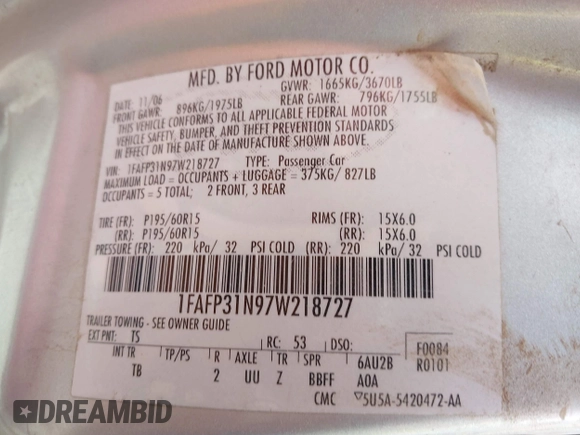 MFD. BY FORD MOTOR CO.
DATE: 11/06 GVWR: 1665KG/3670LB
FRONT GAWR: 896KG/1975LB REAR GAWR: 796KG/1755LB
THIS VEHICLE CONFORMS TO ALL APPLICABLE FEDERAL MOTOR
VEHICLE SAFETY, BUMPER, AND THEFT PREVENTION STANDARDS
IN EFFECT ON THE DATE OF MANUFACTURE SHOWN ABOVE.
VIN: 1FAFP31N97W218727 TYPE: Passenger Car
MAXIMUM LOAD = OCCUPANTS + LUGGAGE = 375KG/ 827LB
OCCUPANTS = 5 TOTAL; 2 FRONT, 3 REAR
TIRE (FR): P195/60R15 RIMS (FR): 15X6.0
(RR): P195/60R15 (RR): 15X6.0
PRESSURE (FR): 220 kPa/ 32 PSI COLD (RR): 220 kPa/ 32 PSI COLD
1FAFP31N97W218727
TRAILER TOWING - SEE OWNER GUIDE
EXT PNT: TS RC: 53 DSO: F0084
INT TR TP/PS R AXLE TR SPR 6AU2B R0101
TB 2 UU Z BBFF A0A
CMC ▽5U5A-5420472-AA
DREAMBID